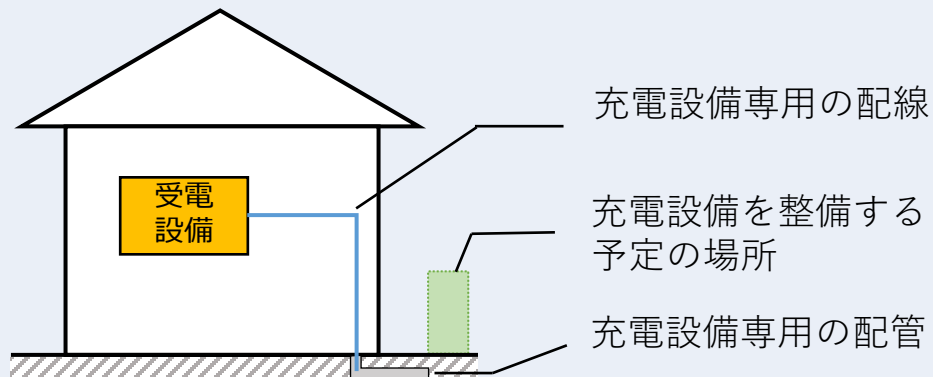 充電設備専用の配線
受電
設備
充電設備を整備する
予定の場所
充電設備専用の配管